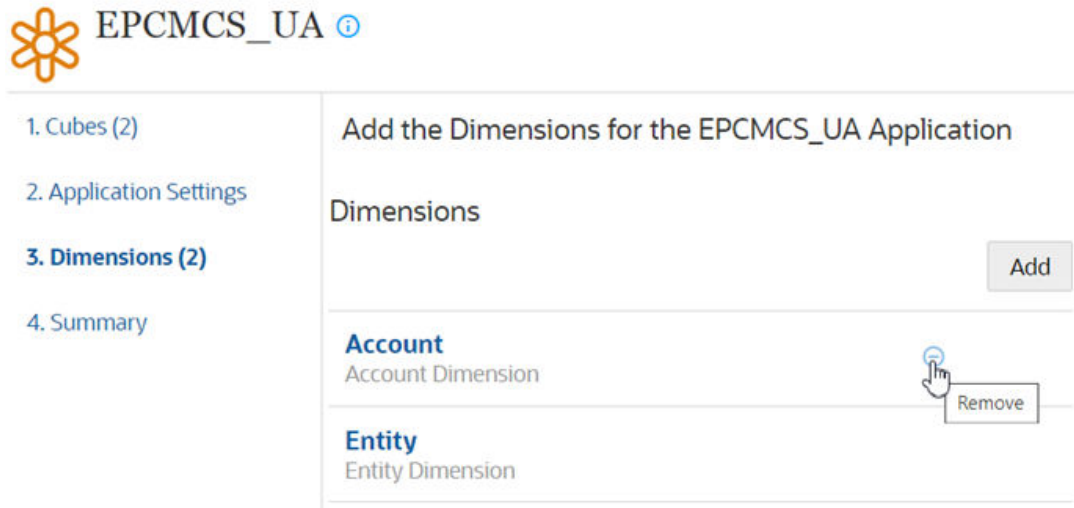 EPCMCS_UA
1. Cubes (2)
2. Application Settings
3. Dimensions (2)
4. Summary
Add the Dimensions for the EPCMCS_UA Application
Dimensions
Add
Account
Account Dimension
Remove
Entity
Entity Dimension